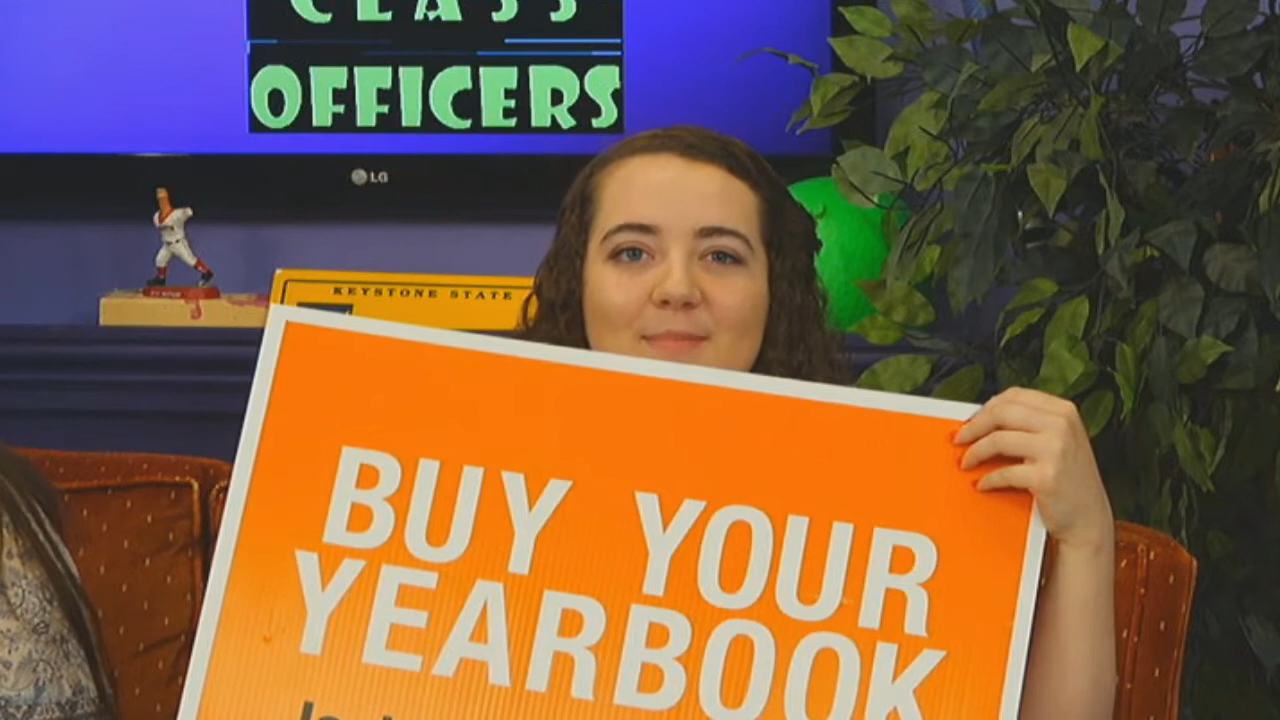 CLASS
OFFICERS
LG
KEYSTONE STATE
BUY YOUR
YEARBOOK